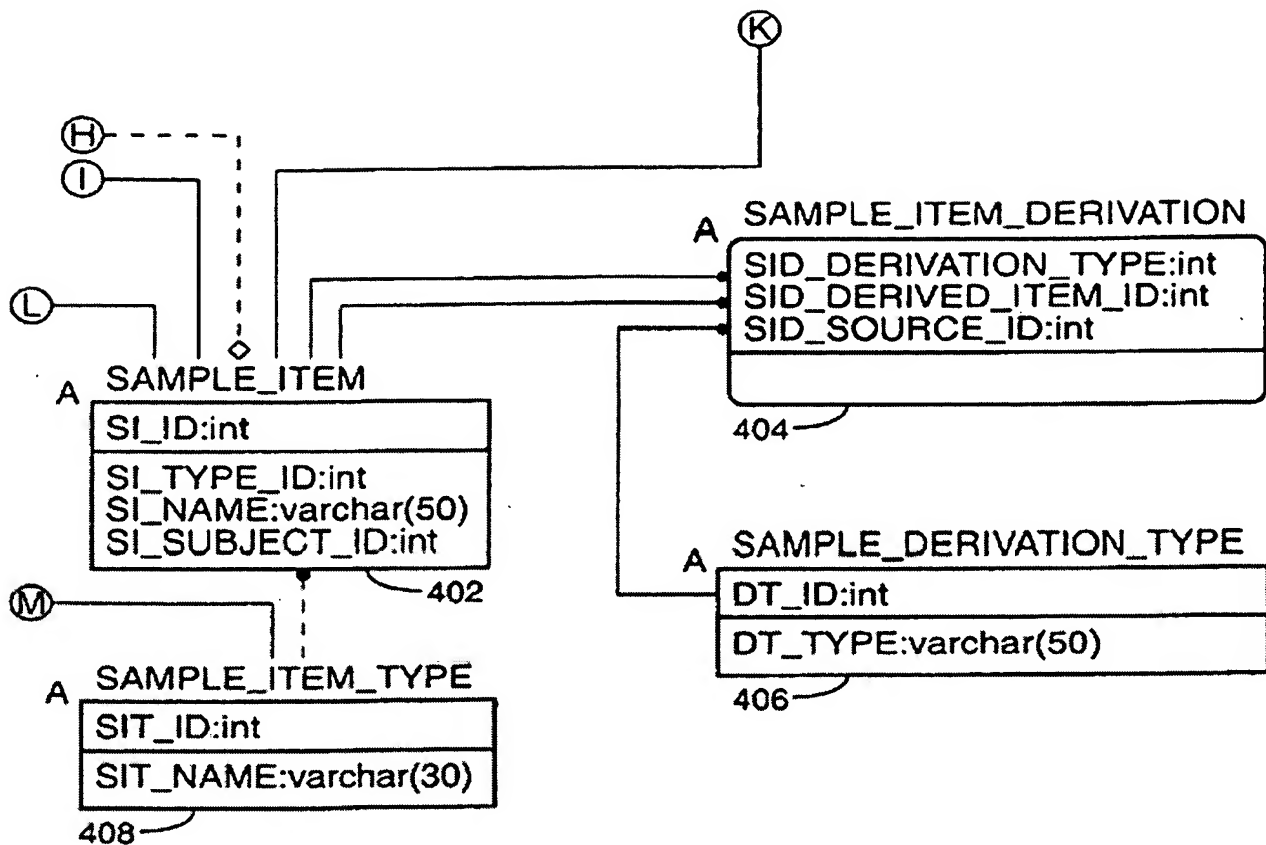 K
H
I
L
A SAMPLE_ITEM_DERIVATION
SID_DERIVATION_TYPE:int
SID_DERIVED_ITEM_ID:int
SID_SOURCE_ID:int
404
A SAMPLE_ITEM
SI_ID:int
SI_TYPE_ID:int
SI_NAME:varchar(50)
SI_SUBJECT_ID:int
402
A SAMPLE_DERIVATION_TYPE
DT_ID:int
DT_TYPE:varchar(50)
406
M
A SAMPLE_ITEM_TYPE
SIT_ID:int
SIT_NAME:varchar(30)
408